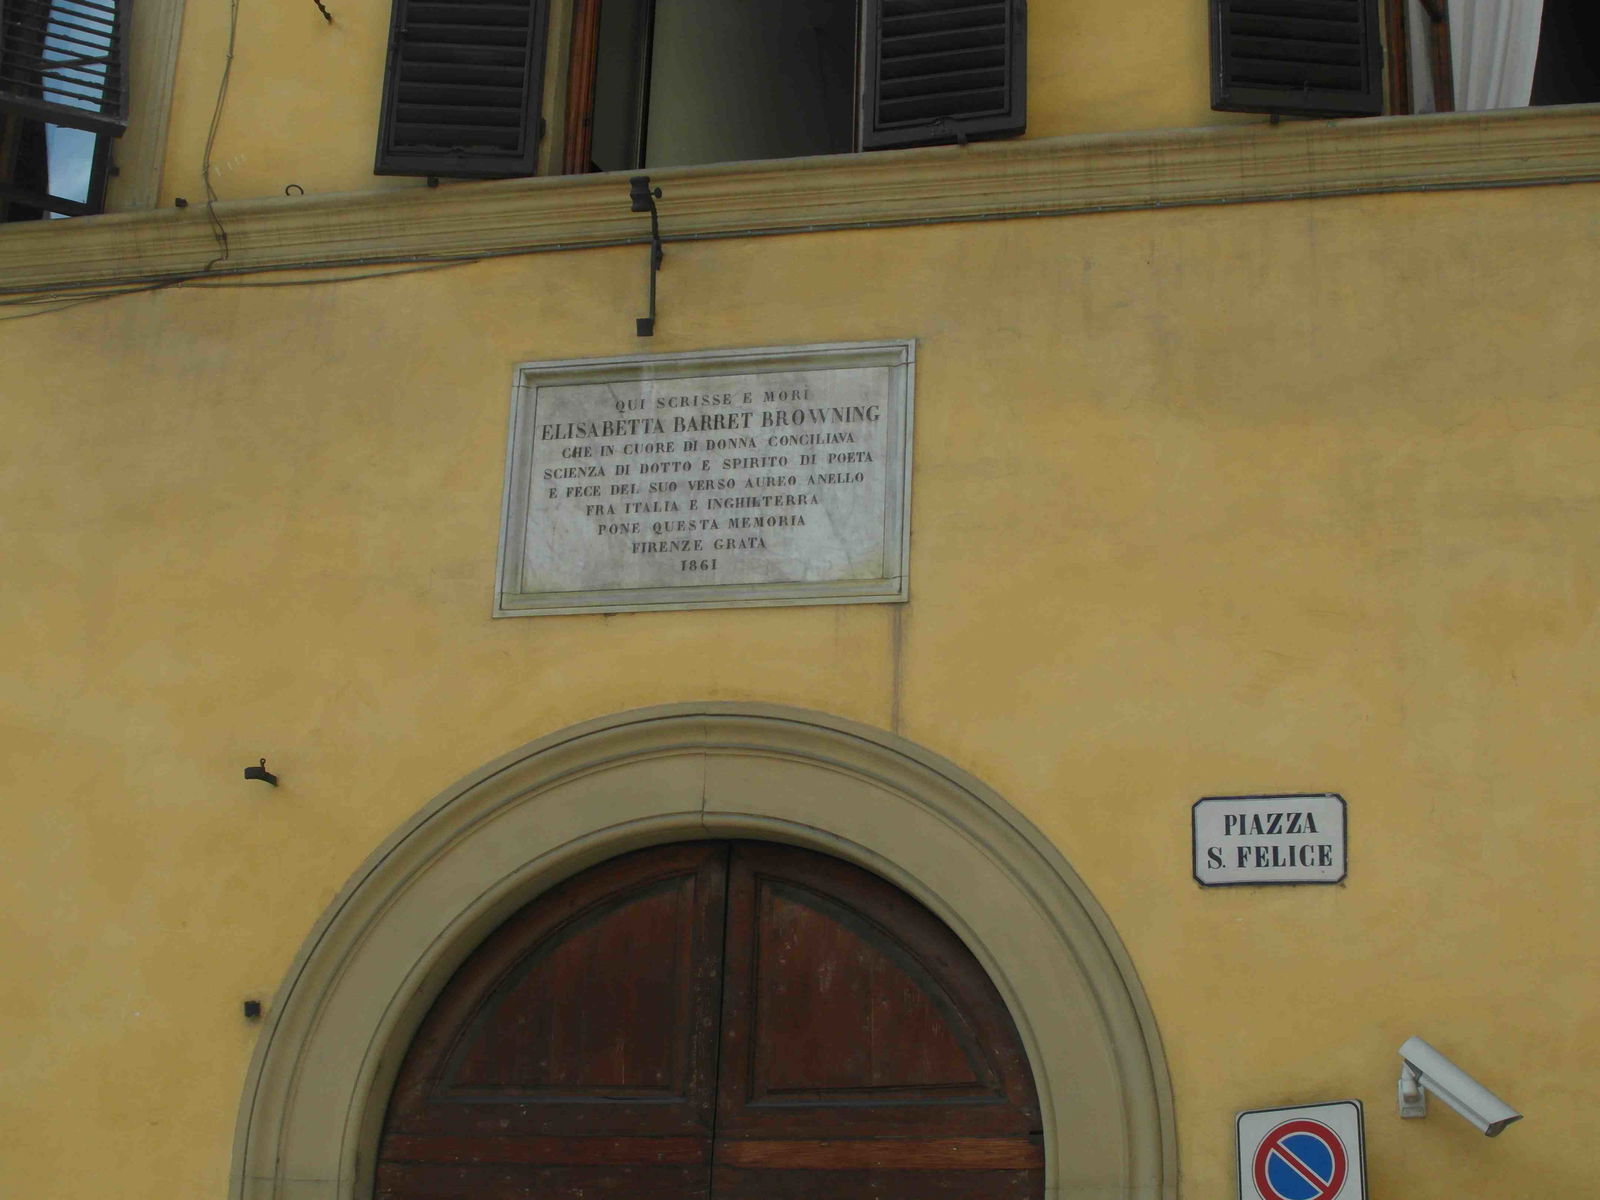 QUI SCRISSE E MORÌ
ELISABETTA BARRET BROWNING
CHE IN CUORE DI DONNA CONCILIAVA
SCIENZA DI DOTTO E SPIRITO DI POETA
E FECE DEL SUO VERSO AUREO ANELLO
FRA ITALIA E INGHILTERRA
PONE QUESTA MEMORIA
FIRENZE GRATA
1861
PIAZZA
S. FELICE